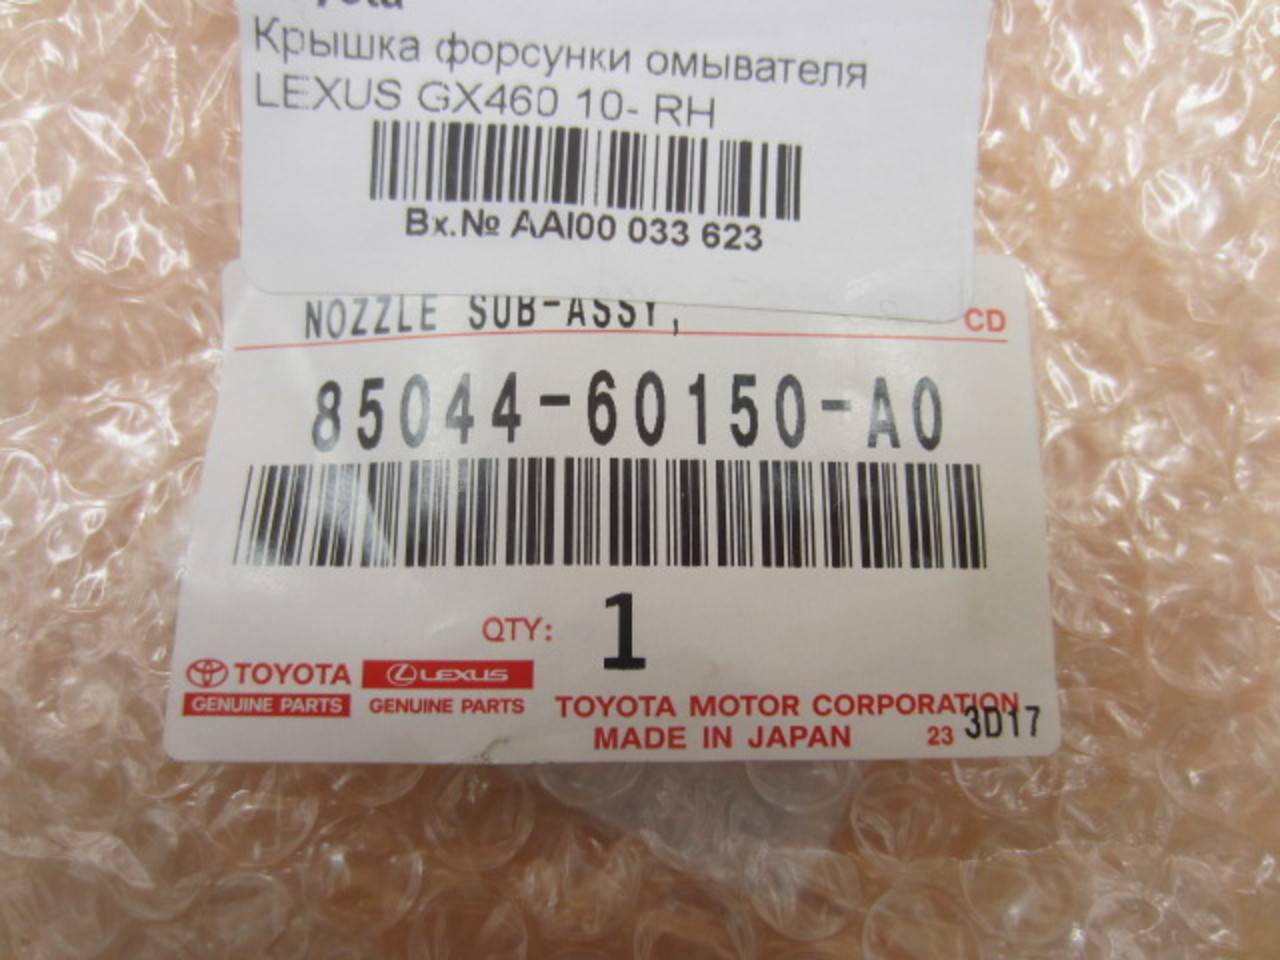 Крышка форсунки омывателя
LEXUS GX460 10- RH
Вх.№ AAI00 033 623
NOZZLE SUB-ASSY,
CD
85044-60150-A0
QTY: 1
TOYOTA LEXUS
GENUINE PARTS GENUINE PARTS
TOYOTA MOTOR CORPORATION
MADE IN JAPAN 23 3D17